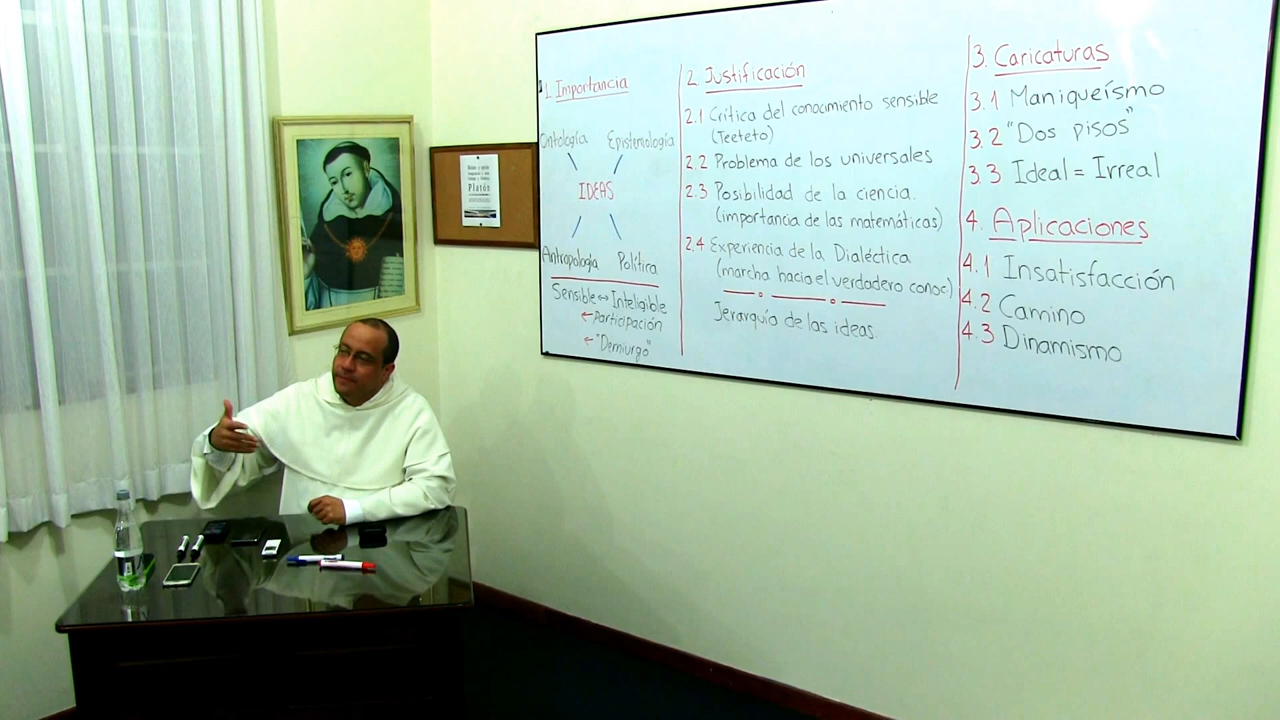 1. Importancia
Ontología Epistemología
IDEAS
Antropología Política
Sensible ↔ Inteligible
← Participación
← "Demiurgo"
2. Justificación
2.1 Crítica del conocimiento sensible
(Teeteto)
2.2 Problema de los universales
2.3 Posibilidad de la ciencia.
(importancia de las matemáticas)
2.4 Experiencia de la Dialéctica
(marcha hacia el verdadero conoc.)
Jerarquía de las ideas.
3. Caricaturas
3.1 Maniqueísmo
3.2 "Dos pisos"
3.3 Ideal = Irreal
4. Aplicaciones
4.1 Insatisfacción
4.2 Camino
4.3 Dinamismo
Platón